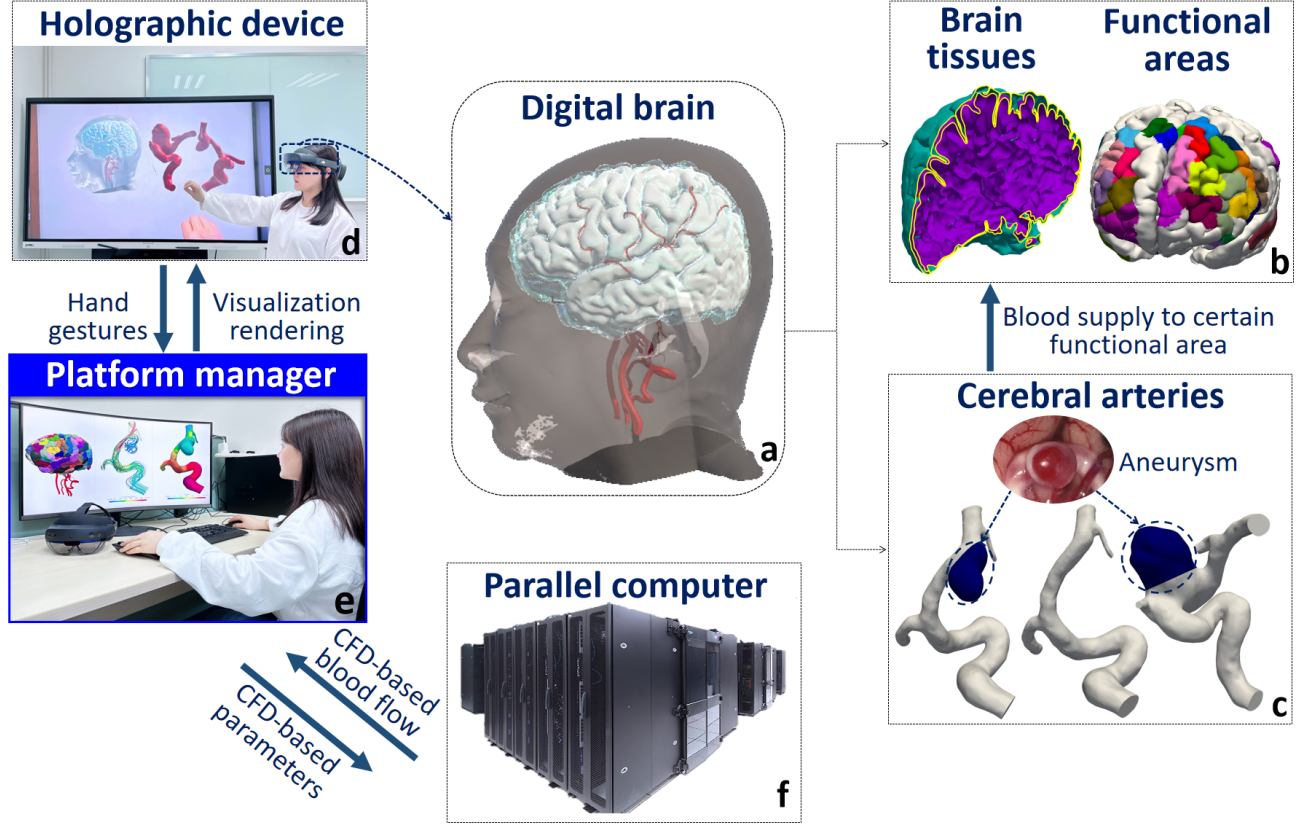 Holographic device
d
Hand
gestures
Visualization
rendering
Platform manager
e
CFD-based
blood flow
CFD-based
parameters
Digital brain
a
Parallel computer
f
Brain
tissues
Functional
areas
b
Blood supply to certain
functional area
Cerebral arteries
Aneurysm
c